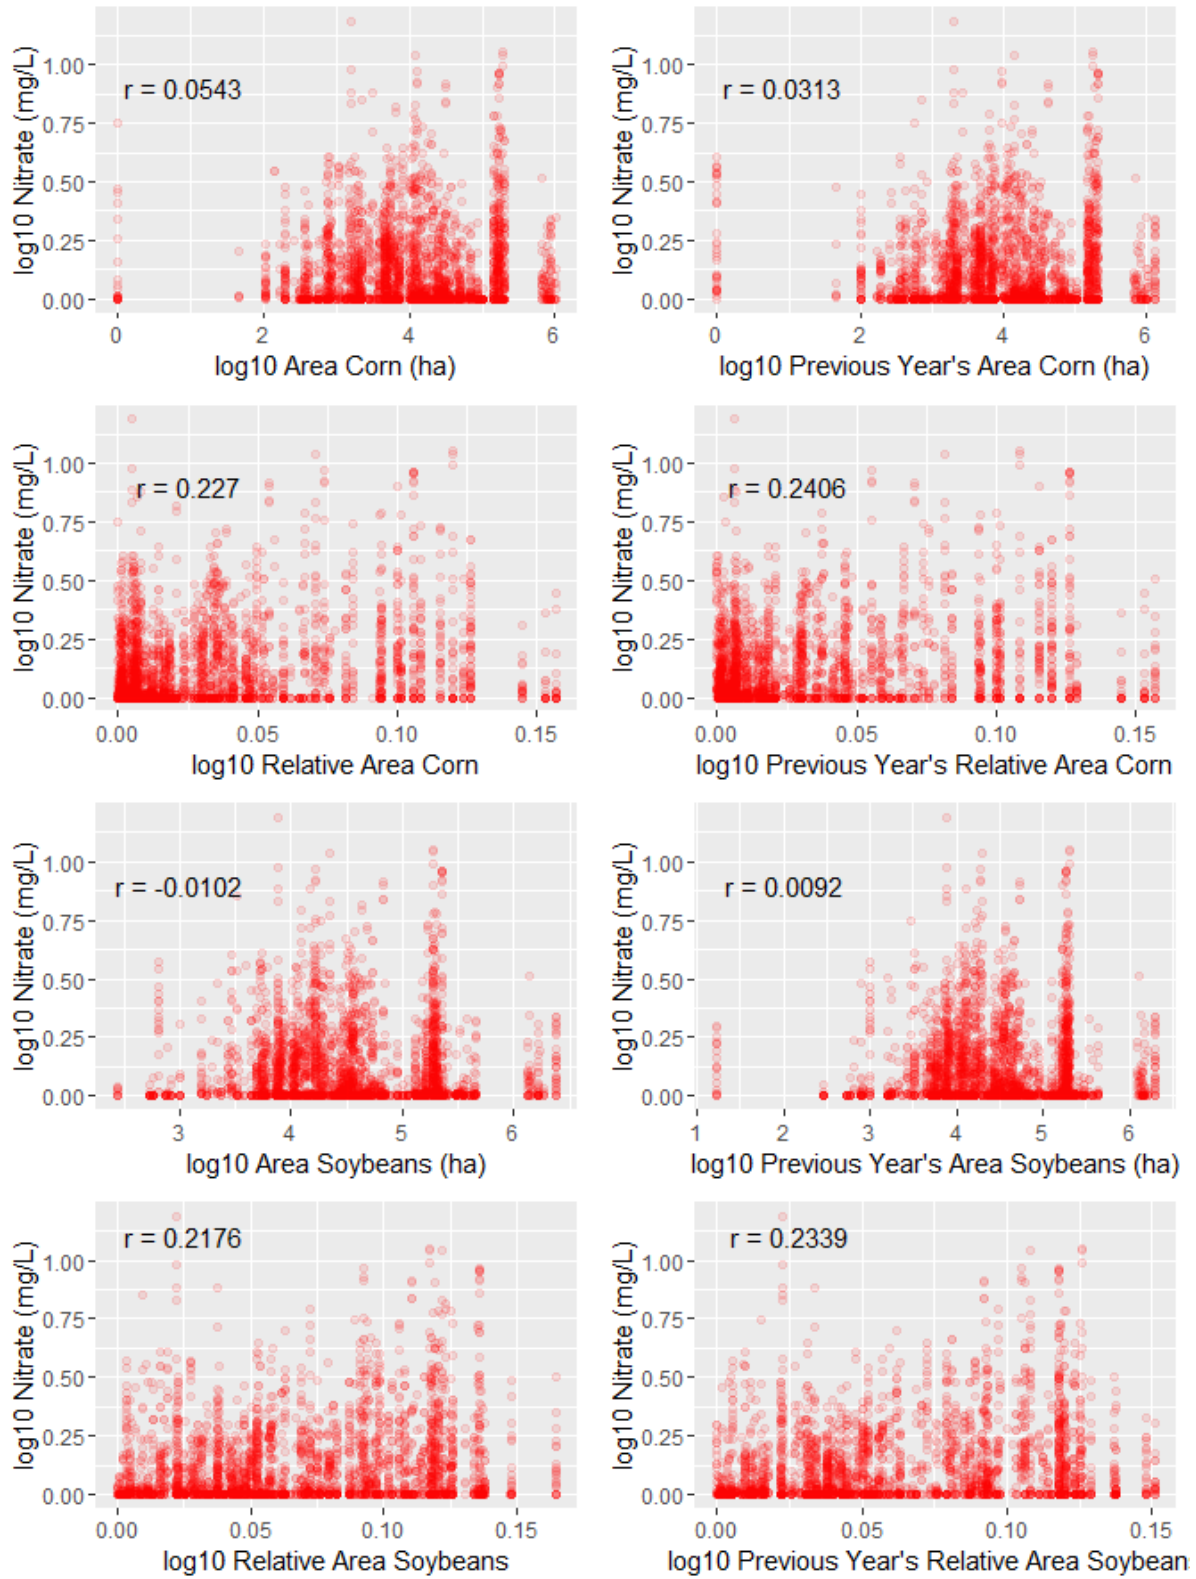 1.00
0.75
0.50
0.25
0.00
log10 Nitrate (mg/L)
r = 0.0543
0 2 4 6
log10 Area Corn (ha)
1.00
0.75
0.50
0.25
0.00
log10 Nitrate (mg/L)
r = 0.0313
0 2 4 6
log10 Previous Year's Area Corn (ha)
1.00
0.75
0.50
0.25
0.00
log10 Nitrate (mg/L)
r = 0.227
0.00 0.05 0.10 0.15
log10 Relative Area Corn
1.00
0.75
0.50
0.25
0.00
log10 Nitrate (mg/L)
r = 0.2406
0.00 0.05 0.10 0.15
log10 Previous Year's Relative Area Corn
1.00
0.75
0.50
0.25
0.00
log10 Nitrate (mg/L)
r = -0.0102
3 4 5 6
log10 Area Soybeans (ha)
1.00
0.75
0.50
0.25
0.00
log10 Nitrate (mg/L)
r = 0.0092
1 2 3 4 5 6
log10 Previous Year's Area Soybeans (ha)
1.00
0.75
0.50
0.25
0.00
log10 Nitrate (mg/L)
r = 0.2176
0.00 0.05 0.10 0.15
log10 Relative Area Soybeans
1.00
0.75
0.50
0.25
0.00
log10 Nitrate (mg/L)
r = 0.2339
0.00 0.05 0.10 0.15
log10 Previous Year's Relative Area Soybean